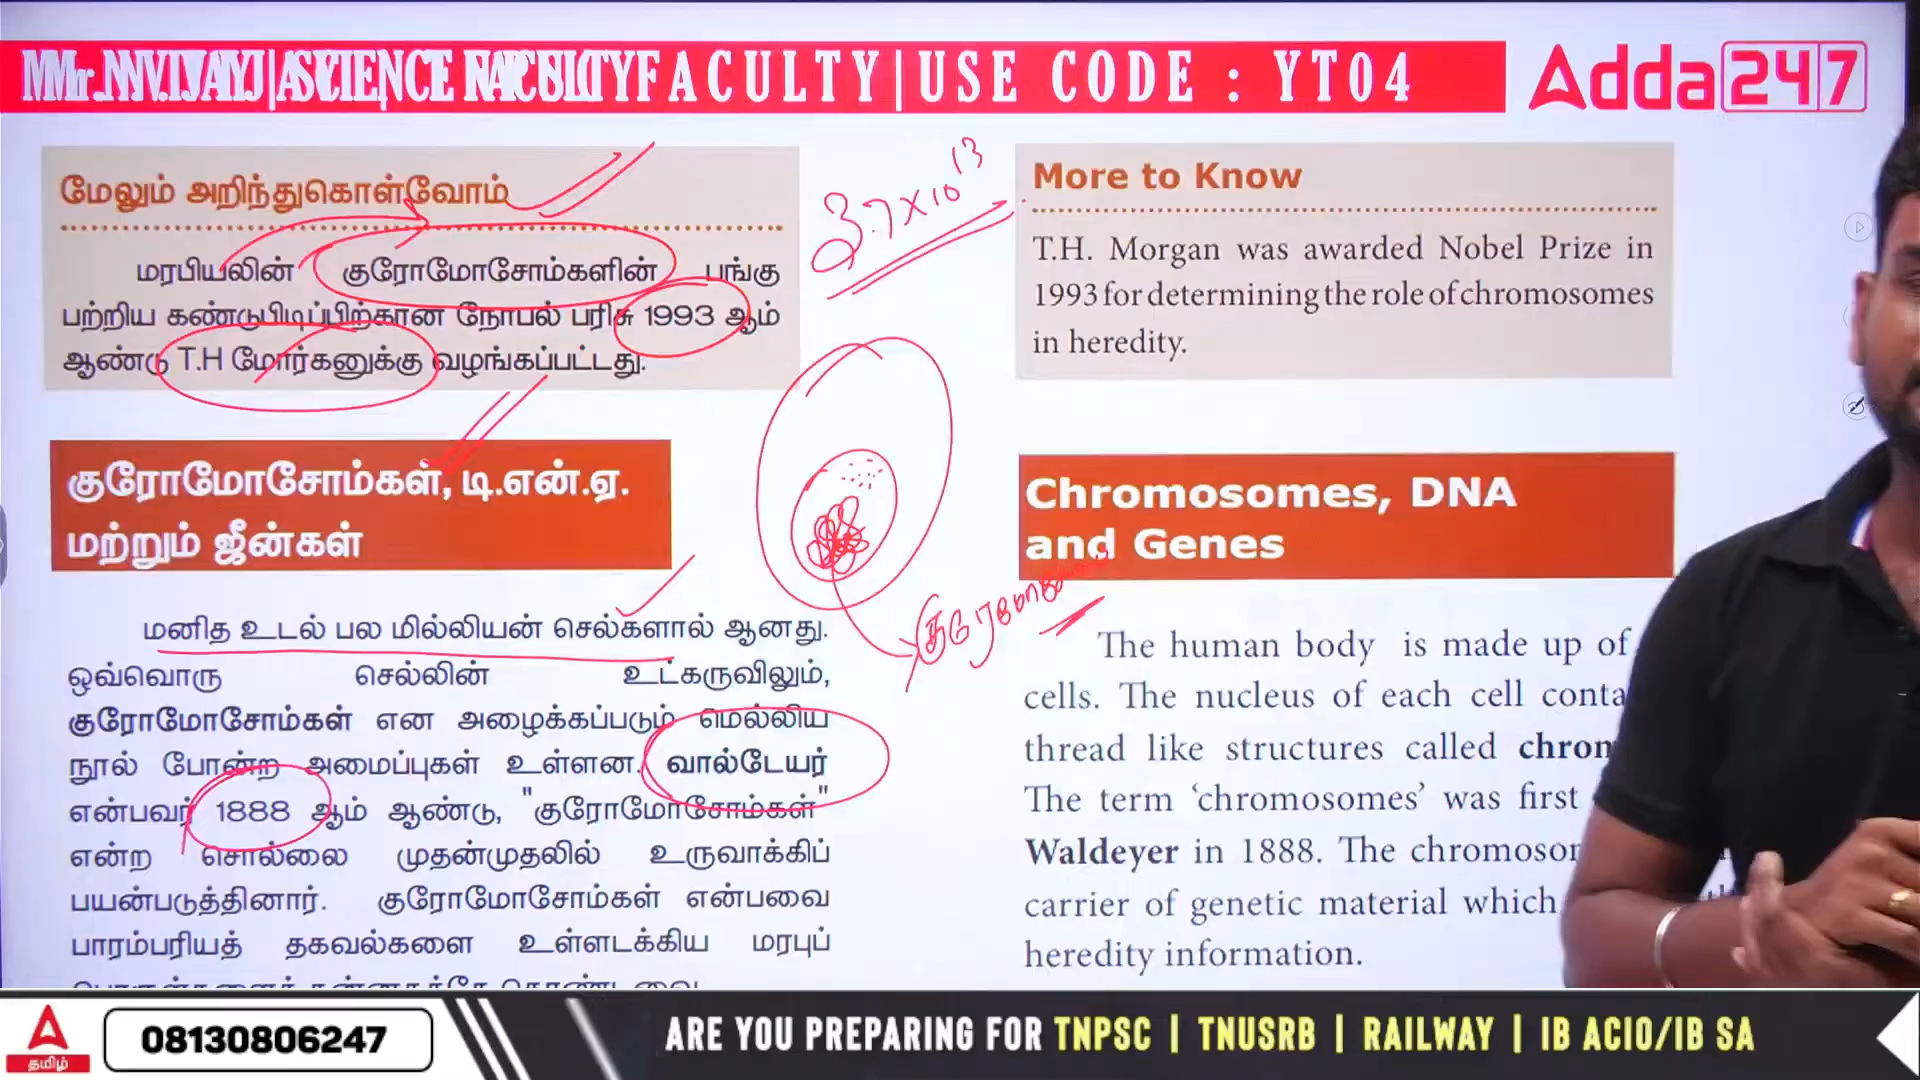 FACULTY | USE CODE : YT04
Adda247
மேலும் அறிந்துகொள்வோம்
மரபியலின் குரோமோசோம்களின் பங்கு
பற்றிய கண்டுபிடிப்பிற்கான நோபல் பரிசு 1993 ஆம்
ஆண்டு T.H மோர்கனுக்கு வழங்கப்பட்டது.
3.7×10¹³
More to Know
T.H. Morgan was awarded Nobel Prize in
1993 for determining the role of chromosomes
in heredity.
குரோமோசோம்கள், டி.என்.ஏ.
மற்றும் ஜீன்கள்
மனித உடல் பல மில்லியன் செல்களால் ஆனது.
ஒவ்வொரு செல்லின் உட்கருவிலும்,
குரோமோசோம்கள் என அழைக்கப்படும் மெல்லிய
நூல் போன்ற அமைப்புகள் உள்ளன. வால்டேயர்
என்பவர் 1888 ஆம் ஆண்டு, "குரோமோசோம்கள்"
என்ற சொல்லை முதன்முதலில் உருவாக்கிப்
பயன்படுத்தினார். குரோமோசோம்கள் என்பவை
பாரம்பரியத் தகவல்களை உள்ளடக்கிய மரபுப்
Chromosomes, DNA
and Genes
The human body is made up of
cells. The nucleus of each cell conta
thread like structures called chrom
The term ‘chromosomes’ was first
Waldeyer in 1888. The chromosom
carrier of genetic material which
heredity information.
தமிழ்
08130806247
ARE YOU PREPARING FOR TNPSC | TNUSRB | RAILWAY | IB ACIO/IB SA